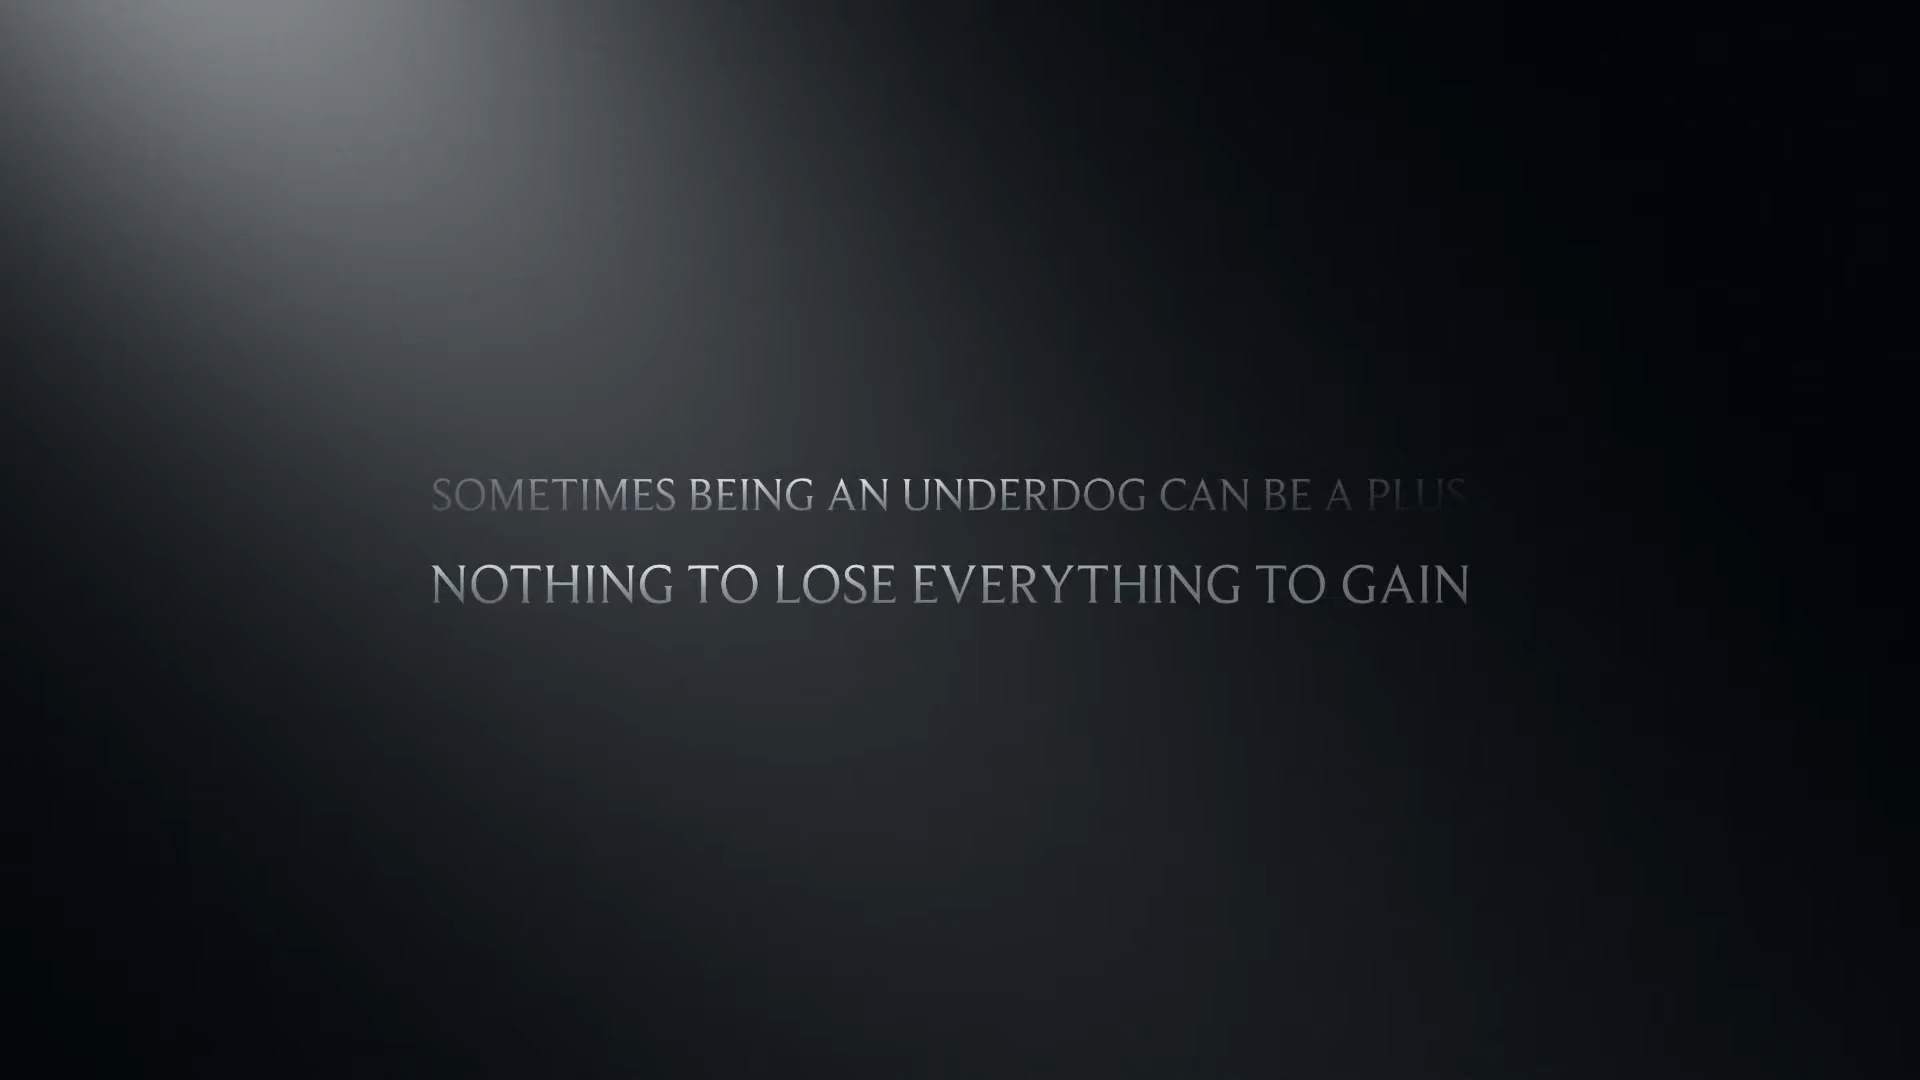 SOMETIMES BEING AN UNDERDOG CAN BE A PLUS
NOTHING TO LOSE EVERYTHING TO GAIN